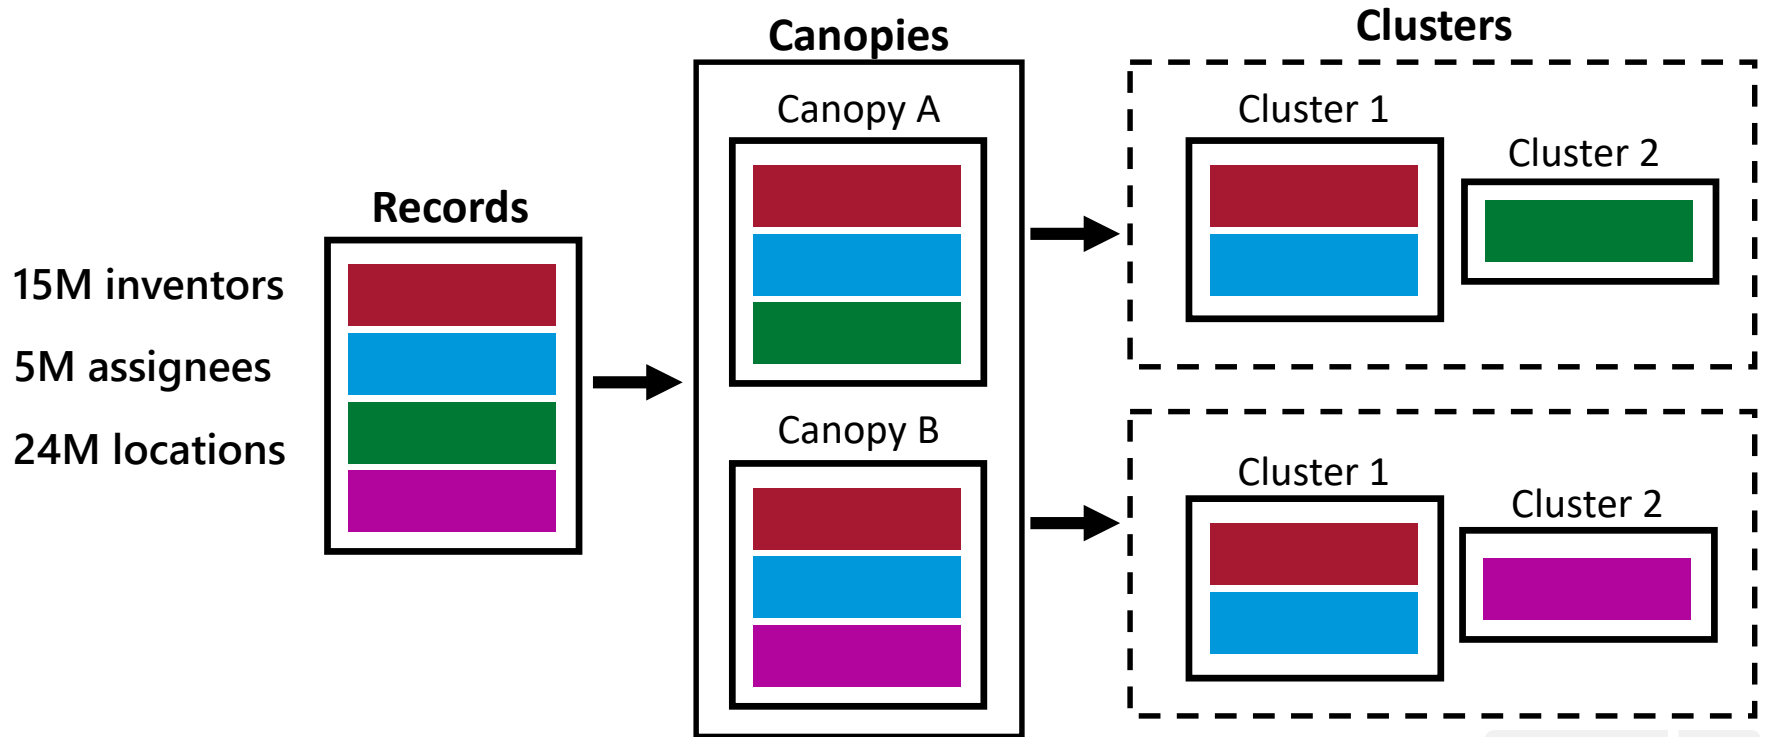 Records
15M inventors
5M assignees
24M locations
Canopies
Canopy A
Canopy B
Clusters
Cluster 1
Cluster 2
Cluster 1
Cluster 2